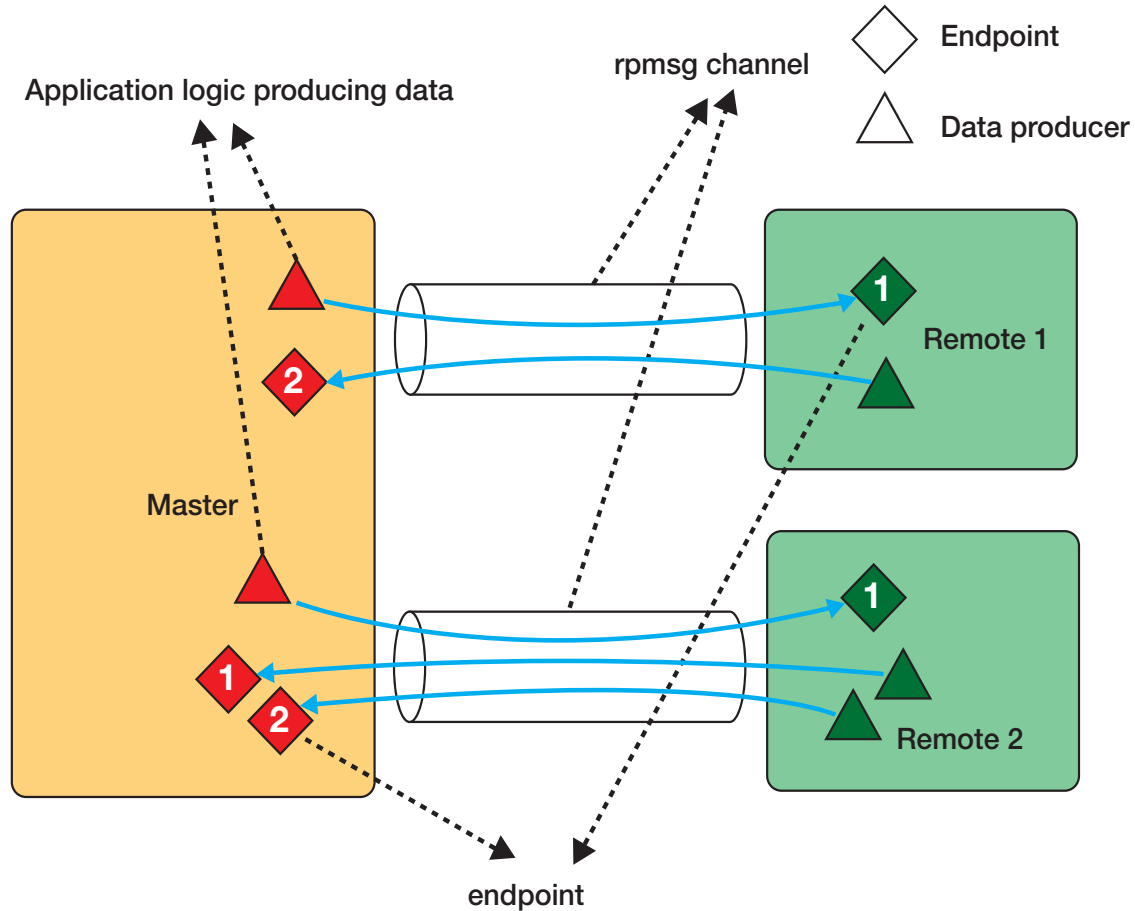 Endpoint
rpmsg channel
Application logic producing data
Data producer
1
Remote 1
2
Master
1
1
2
Remote 2
endpoint